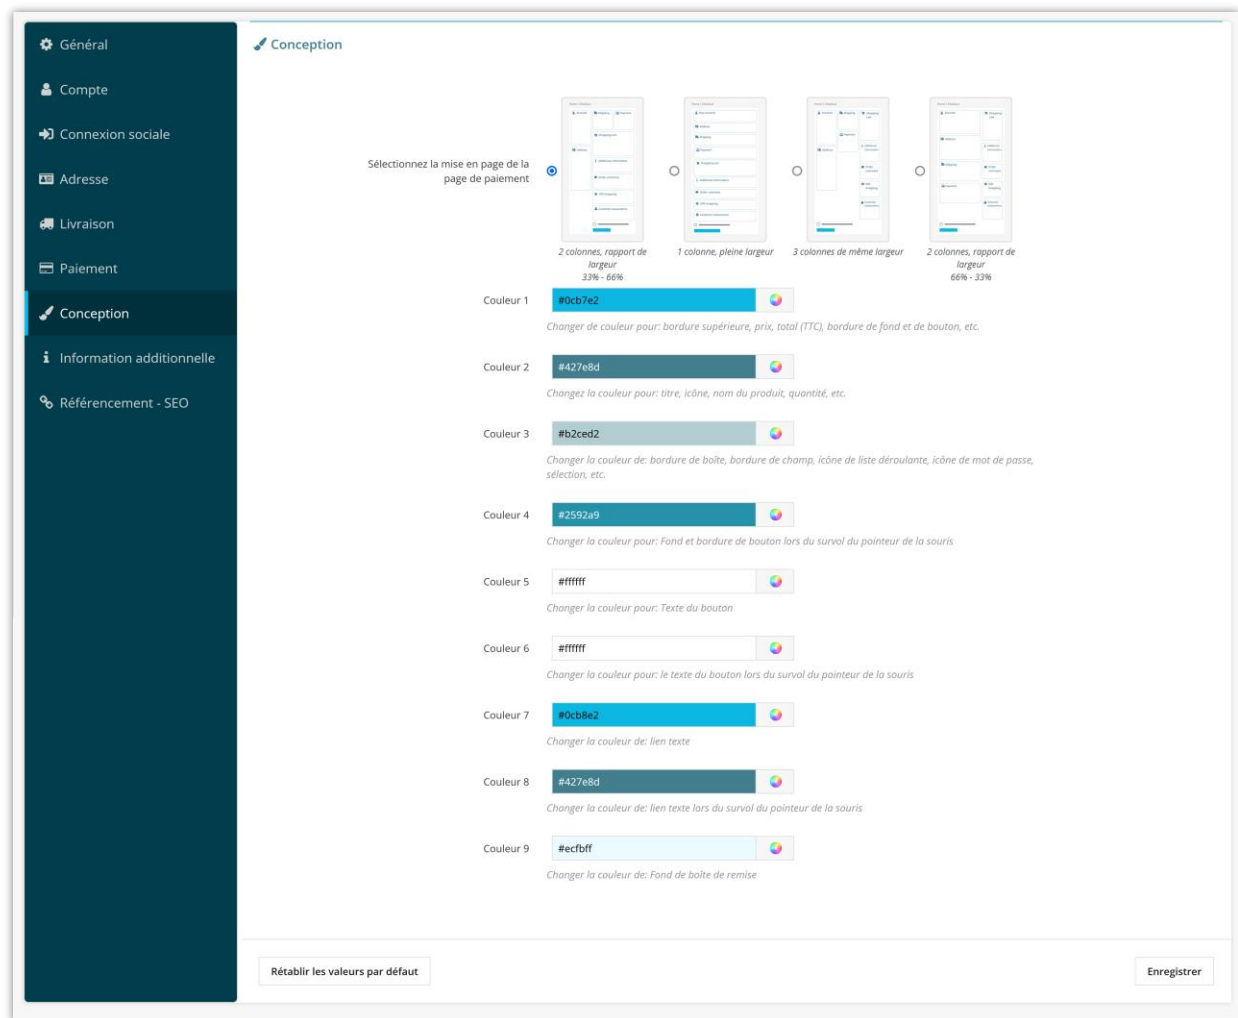 Général
Compte
Connexion sociale
Adresse
Livraison
Paiement
Conception
Information additionnelle
Référencement - SEO
Conception
Sélectionnez la mise en page de la
page de paiement
2 colonnes, rapport de
largeur
33% - 66%
1 colonne, pleine largeur
3 colonnes de même largeur
2 colonnes, rapport de
largeur
66% - 33%
Couleur 1
#0cb7e2
Changer de couleur pour: bordure supérieure, prix, total (TTC), bordure de fond et de bouton, etc.
Couleur 2
#427e8d
Changez la couleur pour: titre, icône, nom du produit, quantité, etc.
Couleur 3
#b2ced2
Changer la couleur de: bordure de boîte, bordure de champ, icône de liste déroulante, icône de mot de passe,
sélection, etc.
Couleur 4
#2592a9
Changer la couleur pour: Fond et bordure de bouton lors du survol du pointeur de la souris
Couleur 5
#ffffff
Changer la couleur pour: Texte du bouton
Couleur 6
#ffffff
Changer la couleur pour: le texte du bouton lors du survol du pointeur de la souris
Couleur 7
#0cb8e2
Changer la couleur de: lien texte
Couleur 8
#427e8d
Changer la couleur de: lien texte lors du survol du pointeur de la souris
Couleur 9
#ecfbff
Changer la couleur de: Fond de boîte de remise
Rétablir les valeurs par défaut
Enregistrer